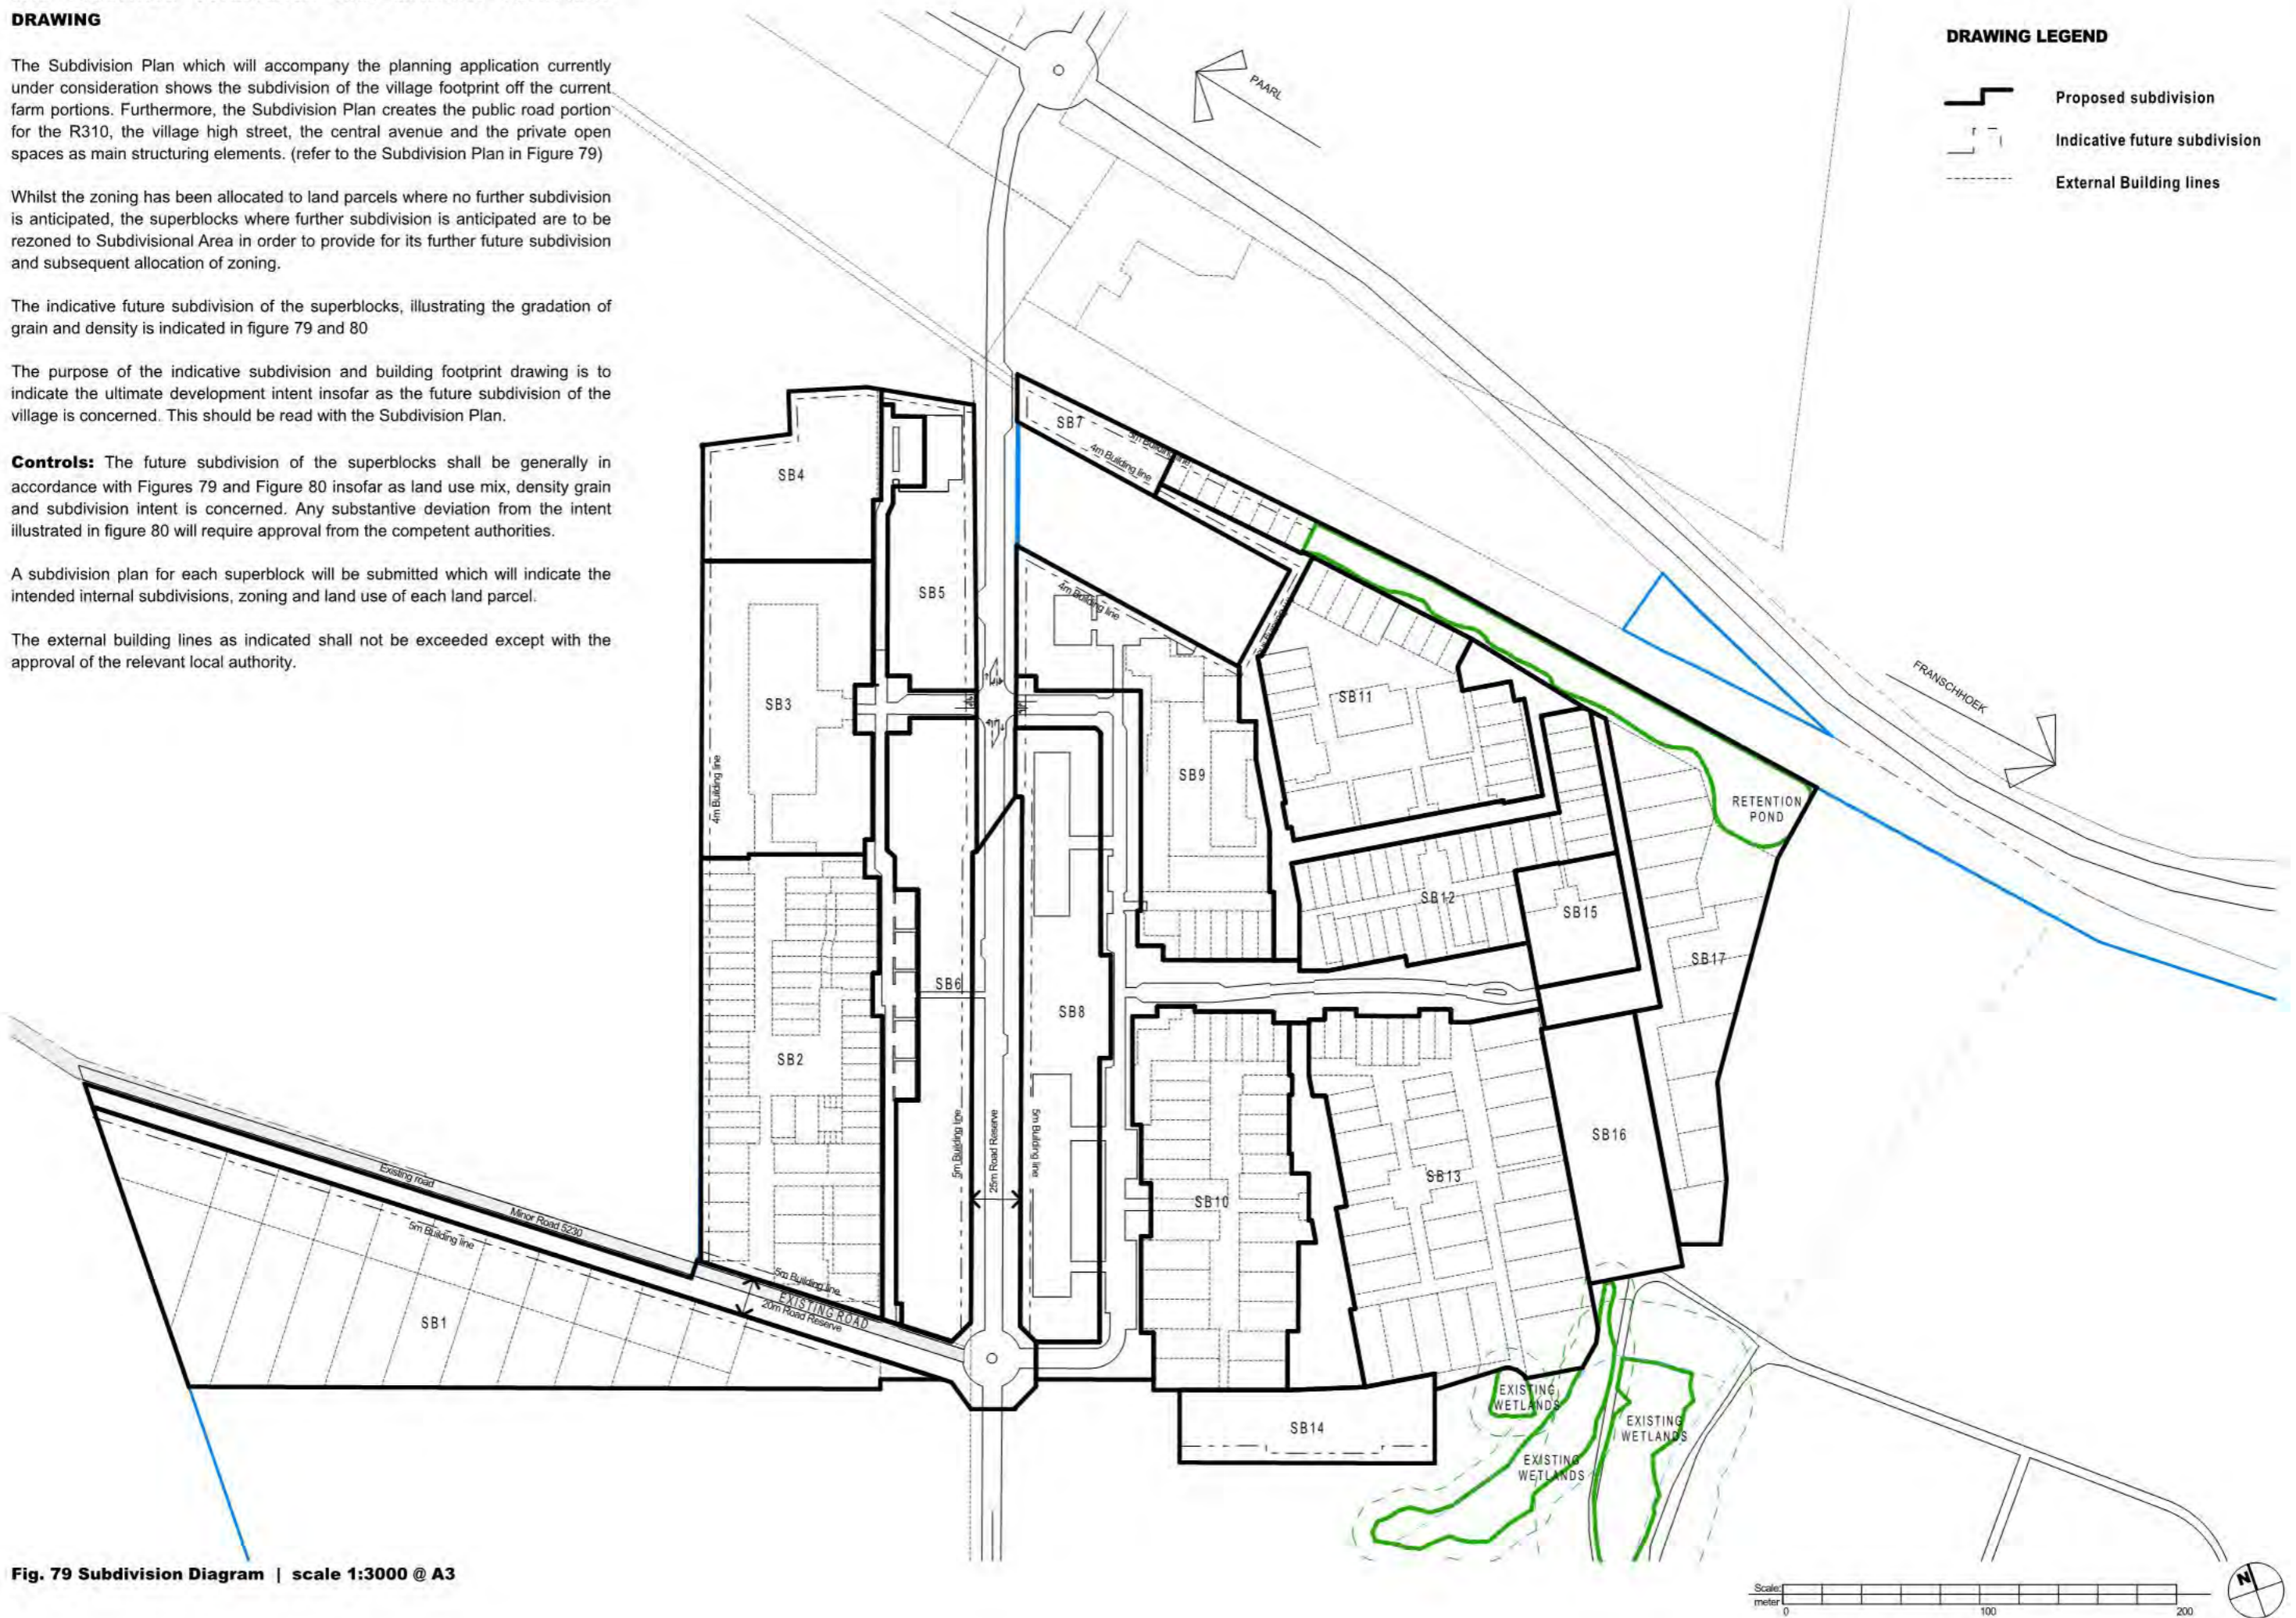 DRAWING
The Subdivision Plan which will accompany the planning application currently
under consideration shows the subdivision of the village footprint off the current
farm portions. Furthermore, the Subdivision Plan creates the public road portion
for the R310, the village high street, the central avenue and the private open
spaces as main structuring elements. (refer to the Subdivision Plan in Figure 79)
Whilst the zoning has been allocated to land parcels where no further subdivision
is anticipated, the superblocks where further subdivision is anticipated are to be
rezoned to Subdivisional Area in order to provide for its further future subdivision
and subsequent allocation of zoning.
The indicative future subdivision of the superblocks, illustrating the gradation of
grain and density is indicated in figure 79 and 80
The purpose of the indicative subdivision and building footprint drawing is to
indicate the ultimate development intent insofar as the future subdivision of the
village is concerned. This should be read with the Subdivision Plan.
Controls: The future subdivision of the superblocks shall be generally in
accordance with Figures 79 and Figure 80 insofar as land use mix, density grain
and subdivision intent is concerned. Any substantive deviation from the intent
illustrated in figure 80 will require approval from the competent authorities.
A subdivision plan for each superblock will be submitted which will indicate the
intended internal subdivisions, zoning and land use of each land parcel.
The external building lines as indicated shall not be exceeded except with the
approval of the relevant local authority.
DRAWING LEGEND
Proposed subdivision
Indicative future subdivision
External Building lines
PAARL
FRANSCHHOEK
SB7
5m Building line
4m Building line
SB4
SB5
4m Building line
SB3
4m Building line
SB11
SB9
RETENTION
POND
SB12
SB15
SB17
SB6
SB8
SB2
5m Building line
25m Road Reserve
5m Building line
SB16
SB13
SB10
Existing road
Minor Road 5230
5m Building line
5m Building line
EXISTING ROAD
20m Road Reserve
SB1
SB14
EXISTING
WETLANDS
EXISTING
WETLANDS
EXISTING
WETLANDS
Fig. 79 Subdivision Diagram | scale 1:3000 @ A3
Scale:
meter
0
100
200
N